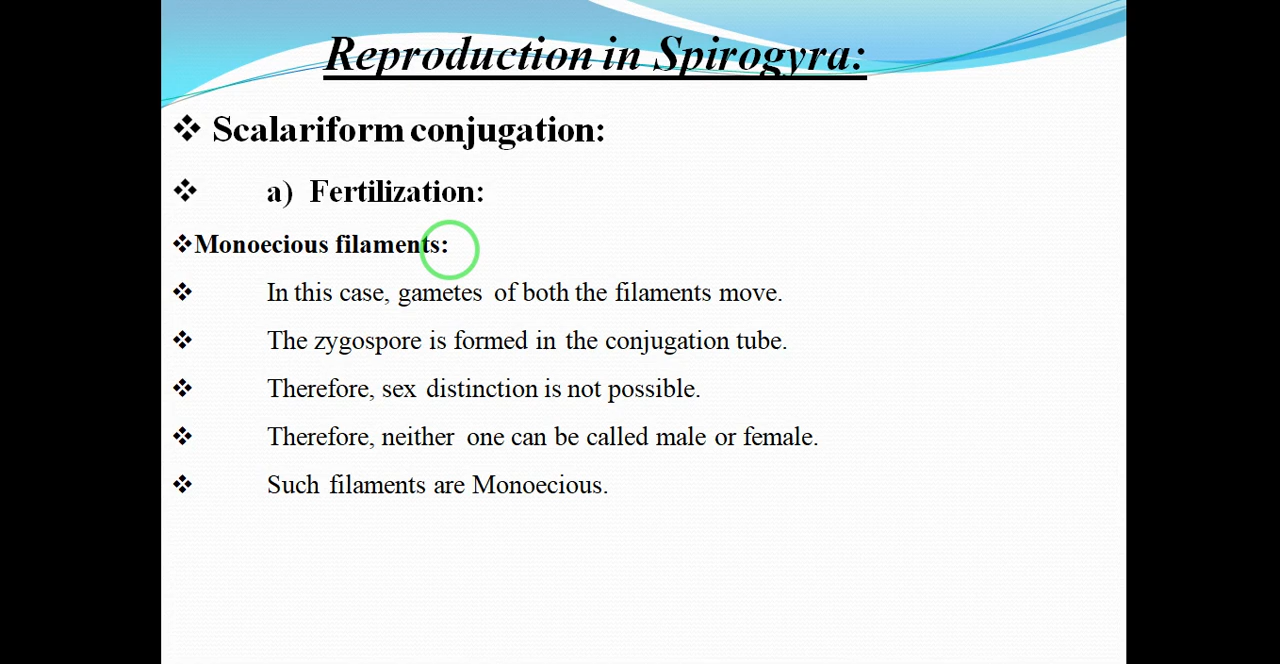 Reproduction in Spirogyra:
❖ Scalariform conjugation:
❖ a) Fertilization:
❖Monoecious filaments:
❖ In this case, gametes of both the filaments move.
❖ The zygospore is formed in the conjugation tube.
❖ Therefore, sex distinction is not possible.
❖ Therefore, neither one can be called male or female.
❖ Such filaments are Monoecious.